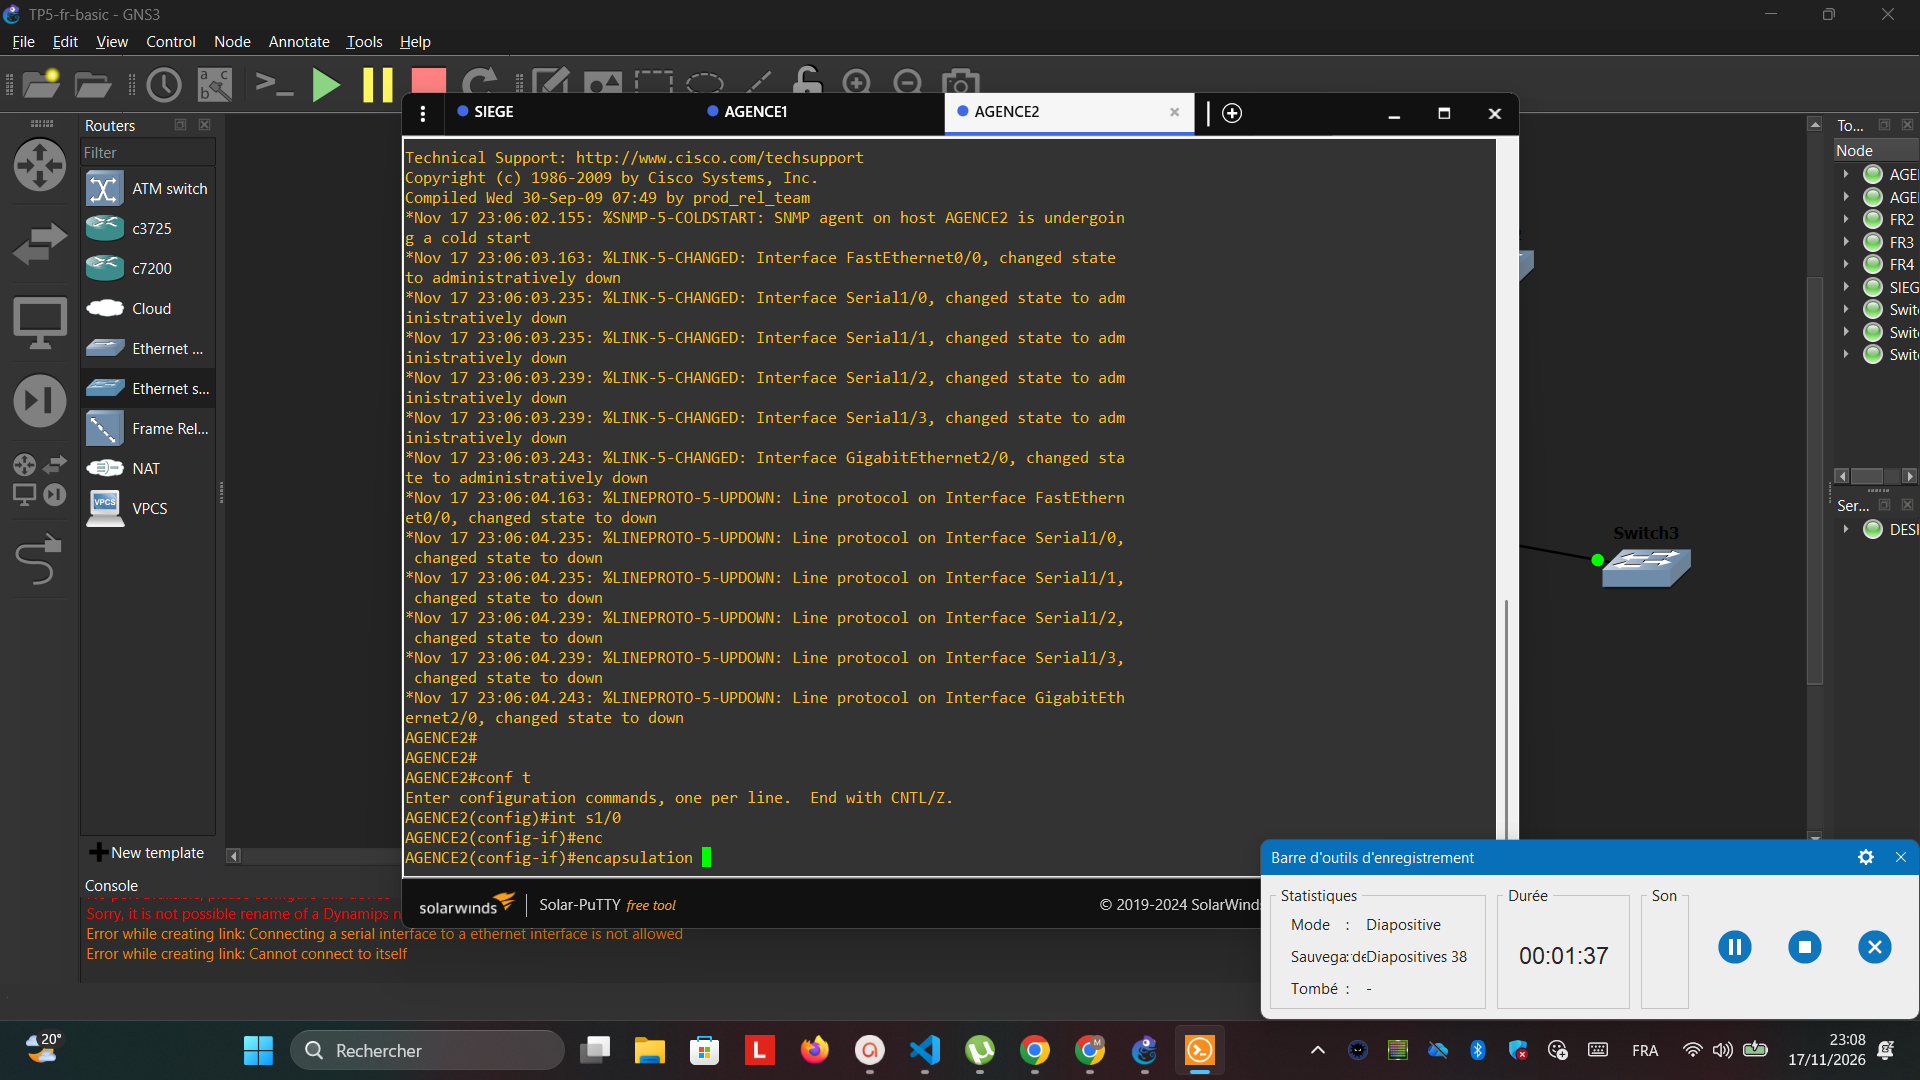 TP5-fr-basic - GNS3
File Edit View Control Node Annotate Tools Help
SIEGE
AGENCE1
AGENCE2
Routers
Filter
ATM switch
c3725
c7200
Cloud
Ethernet ...
Ethernet s...
Frame Rel...
NAT
VPCS
VPCS
New template
Technical Support: http://www.cisco.com/techsupport
Copyright (c) 1986-2009 by Cisco Systems, Inc.
Compiled Wed 30-Sep-09 07:49 by prod_rel_team
*Nov 17 23:06:02.155: %SNMP-5-COLDSTART: SNMP agent on host AGENCE2 is undergoin
g a cold start
*Nov 17 23:06:03.163: %LINK-5-CHANGED: Interface FastEthernet0/0, changed state
to administratively down
*Nov 17 23:06:03.235: %LINK-5-CHANGED: Interface Serial1/0, changed state to adm
inistratively down
*Nov 17 23:06:03.235: %LINK-5-CHANGED: Interface Serial1/1, changed state to adm
inistratively down
*Nov 17 23:06:03.239: %LINK-5-CHANGED: Interface Serial1/2, changed state to adm
inistratively down
*Nov 17 23:06:03.239: %LINK-5-CHANGED: Interface Serial1/3, changed state to adm
inistratively down
*Nov 17 23:06:03.243: %LINK-5-CHANGED: Interface GigabitEthernet2/0, changed sta
te to administratively down
*Nov 17 23:06:04.163: %LINEPROTO-5-UPDOWN: Line protocol on Interface FastEthern
et0/0, changed state to down
*Nov 17 23:06:04.235: %LINEPROTO-5-UPDOWN: Line protocol on Interface Serial1/0,
changed state to down
*Nov 17 23:06:04.235: %LINEPROTO-5-UPDOWN: Line protocol on Interface Serial1/1,
changed state to down
*Nov 17 23:06:04.239: %LINEPROTO-5-UPDOWN: Line protocol on Interface Serial1/2,
changed state to down
*Nov 17 23:06:04.239: %LINEPROTO-5-UPDOWN: Line protocol on Interface Serial1/3,
changed state to down
*Nov 17 23:06:04.243: %LINEPROTO-5-UPDOWN: Line protocol on Interface GigabitEth
ernet2/0, changed state to down
AGENCE2#
AGENCE2#
AGENCE2#conf t
Enter configuration commands, one per line. End with CNTL/Z.
AGENCE2(config)#int s1/0
AGENCE2(config-if)#enc
AGENCE2(config-if)#encapsulation
solarwinds
Solar-PuTTY free tool
© 2019-2024 SolarWinds
To...
Node
AGE
AGE
FR2
FR3
FR4
SIEG
Swit
Swit
Swit
Ser...
DESI
Switch3
Console
Sorry, it is not possible rename of a Dynamips n
Error while creating link: Connecting a serial interface to a ethernet interface is not allowed
Error while creating link: Cannot connect to itself
Barre d'outils d'enregistrement
Statistiques
Mode : Diapositive
Sauvega: de Diapositives 38
Tombé : -
Durée
00:01:37
Son
20°
Rechercher
FRA
23:08
17/11/2026